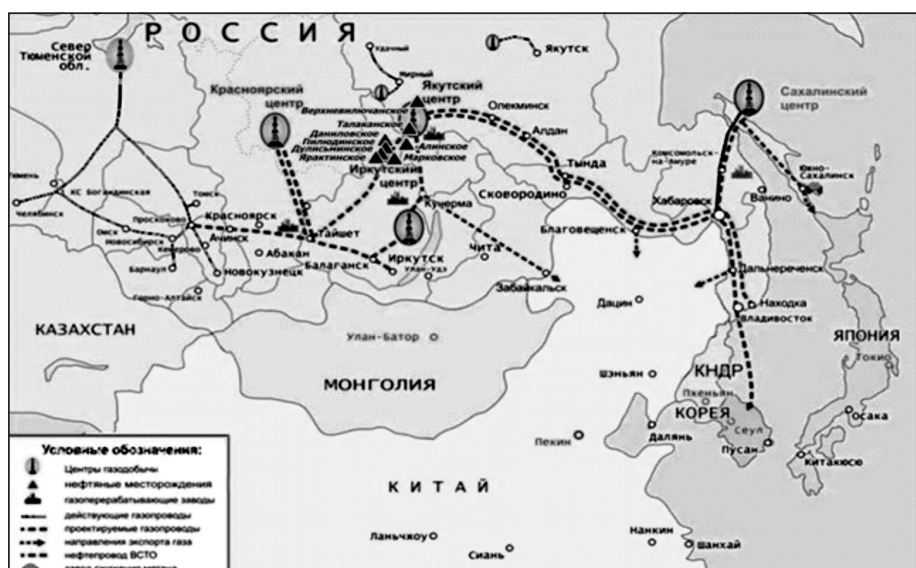 РОССИЯ
Север
Тюменской
обл.
Удачный
Мирный
Якутск
Красноярский
центр
Якутский
центр
Сахалинский
центр
Верхневилючанское
Талаканское
Даниловское
Пилюдинское
Дулисьминское
Ярактинское
Алинское
Марковское
Иркутский
центр
Олекминск
Алдан
Тында
Сковородино
Комсомольск-
на-Амуре
Южно-
Сахалинск
Ванино
Хабаровск
Тюмень
КС Богандинская
Челябинск
Томск
Проскоково
Омск
Новосибирск
Кемерово
Красноярск
Ачинск
Тайшет
Кучерма
Благовещенск
Барнаул
Новокузнецк
Абакан
Балаганск
Иркутск
Улан-Удэ
Чита
Забайкальск
Горно-Алтайск
Дацин
Дальнереченск
Находка
Владивосток
КАЗАХСТАН
Улан-Батор
МОНГОЛИЯ
Шэньян
КНДР
Пхеньян
КОРЕЯ
Сеул
Пусан
ЯПОНИЯ
Токио
Осака
Китакюсю
Пекин
Далянь
КИТАЙ
Ланьчжоу
Сиань
Нанкин
Шанхай
Условные обозначения:
Центры газодобычи
нефтяные месторождения
газоперерабатывающие заводы
действующие газопроводы
проектируемые газопроводы
направления экспорта газа
нефтепровод ВСТО